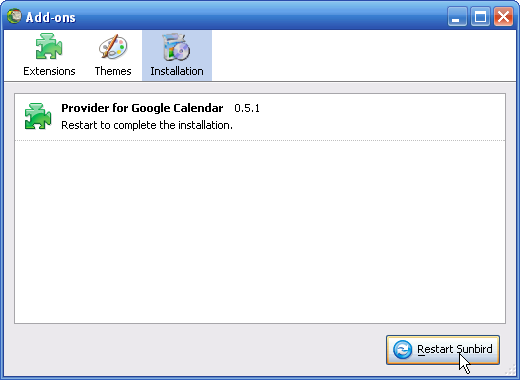 Add-ons
Extensions Themes Installation
Provider for Google Calendar 0.5.1
Restart to complete the installation.
Restart Sunbird